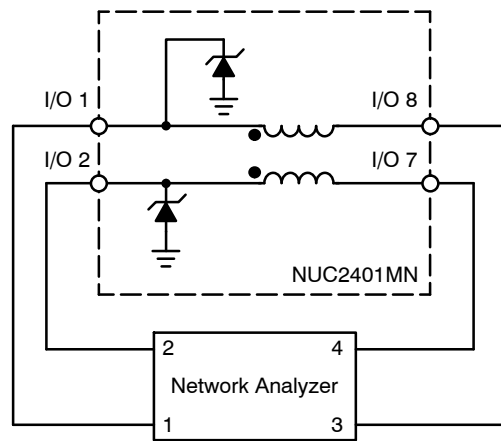 I/O 1
I/O 8
I/O 2
I/O 7
NUC2401MN
2
4
Network Analyzer
1
3